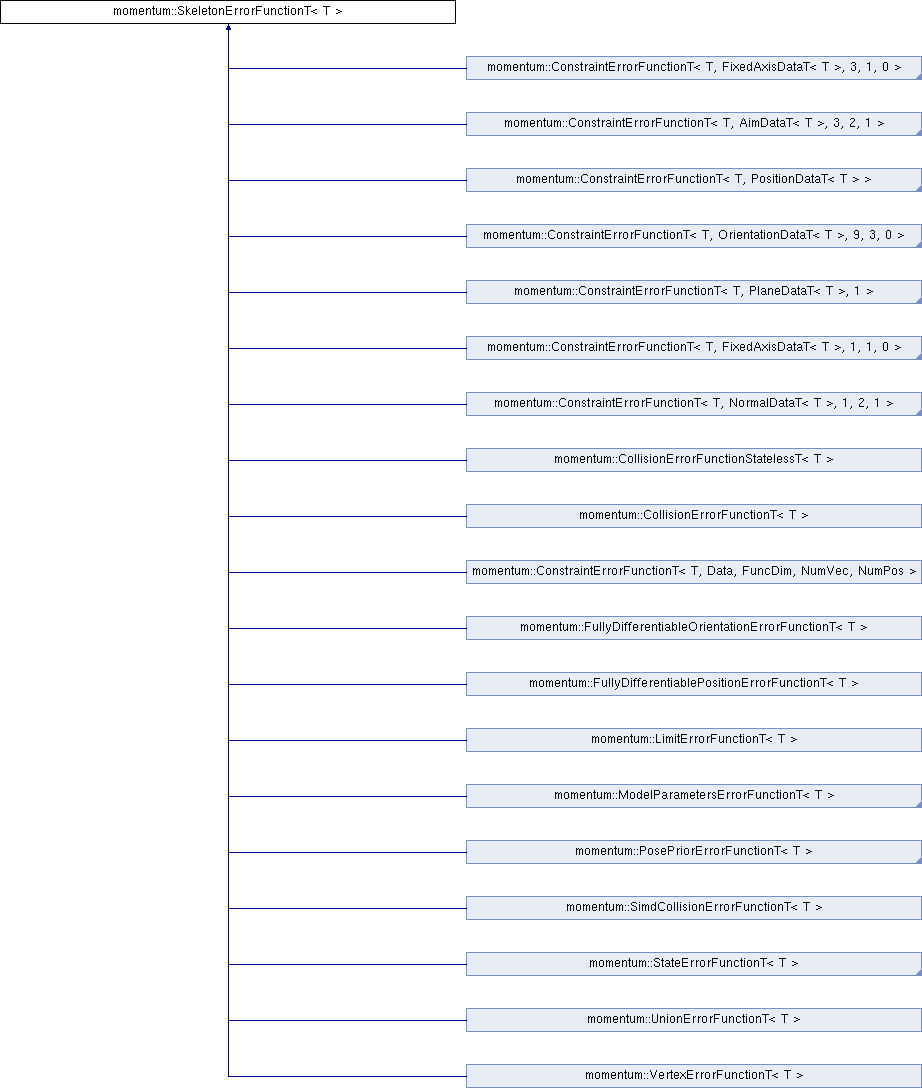 momentum::SkeletonErrorFunctionT< T >
momentum::ConstraintErrorFunctionT< T, FixedAxisDataT< T >, 3, 1, 0 >
momentum::ConstraintErrorFunctionT< T, AimDataT< T >, 3, 2, 1 >
momentum::ConstraintErrorFunctionT< T, PositionDataT< T > >
momentum::ConstraintErrorFunctionT< T, OrientationDataT< T >, 9, 3, 0 >
momentum::ConstraintErrorFunctionT< T, PlaneDataT< T >, 1 >
momentum::ConstraintErrorFunctionT< T, FixedAxisDataT< T >, 1, 1, 0 >
momentum::ConstraintErrorFunctionT< T, NormalDataT< T >, 1, 2, 1 >
momentum::CollisionErrorFunctionStatelessT< T >
momentum::CollisionErrorFunctionT< T >
momentum::ConstraintErrorFunctionT< T, Data, FuncDim, NumVec, NumPos >
momentum::FullyDifferentiableOrientationErrorFunctionT< T >
momentum::FullyDifferentiablePositionErrorFunctionT< T >
momentum::LimitErrorFunctionT< T >
momentum::ModelParametersErrorFunctionT< T >
momentum::PosePriorErrorFunctionT< T >
momentum::SimdCollisionErrorFunctionT< T >
momentum::StateErrorFunctionT< T >
momentum::UnionErrorFunctionT< T >
momentum::VertexErrorFunctionT< T >